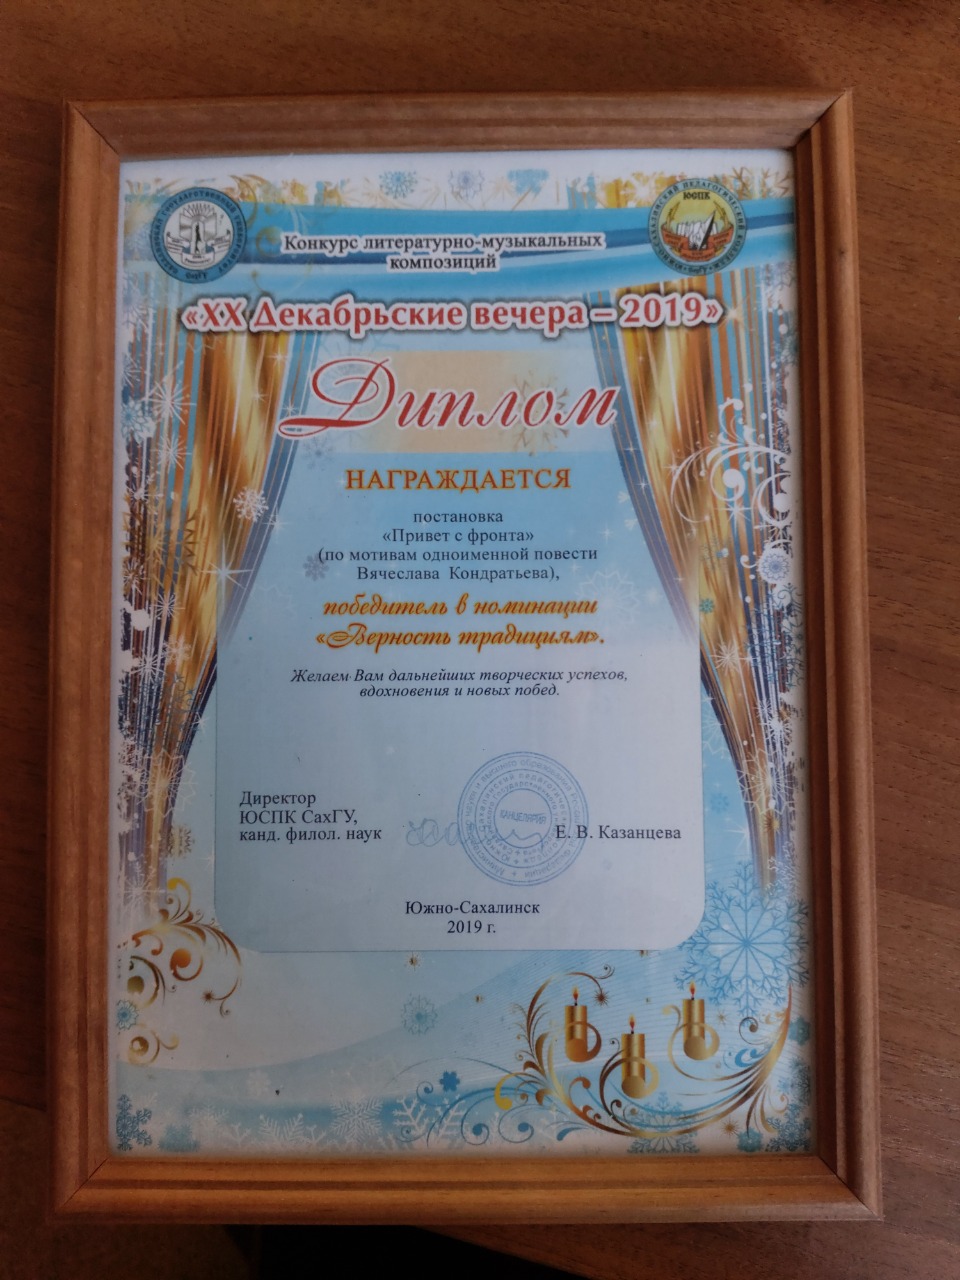 Конкурс литературно-музыкальных
композиций
«XX Декабрьские вечера – 2019»
Диплом
НАГРАЖДАЕТСЯ
постановка
«Привет с фронта»
(по мотивам одноименной повести
Вячеслава Кондратьева),
победитель в номинации
«Верность традициям».
Желаем Вам дальнейших творческих успехов,
вдохновения и новых побед.
Директор
ЮСПК СахГУ,
канд. филол. наук
Е. В. Казанцева
КАНЦЕЛЯРИЯ
Южно-Сахалинск
2019 г.
ЮСПК